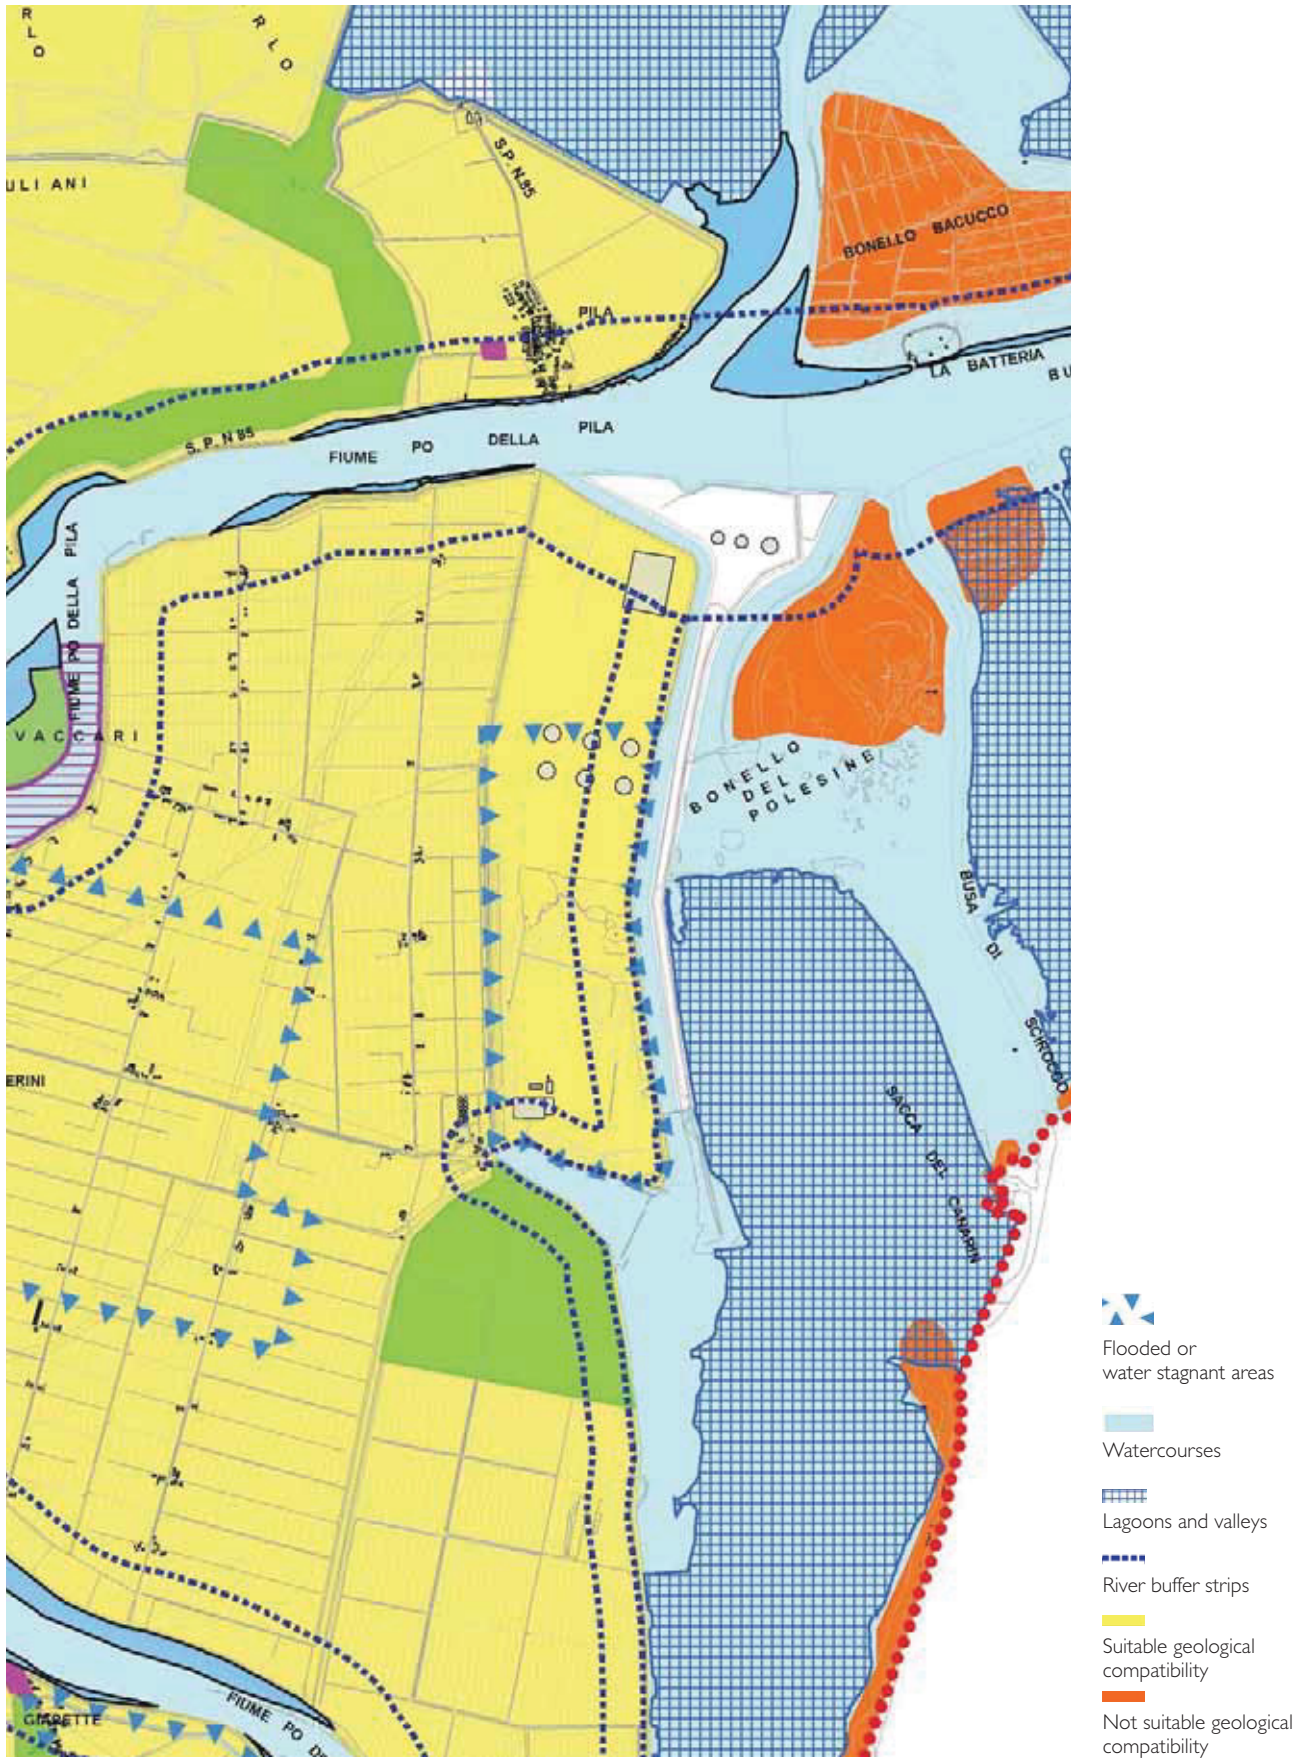 R
L
O
R L O
ULI ANI
S.P. N.85
BONELLO BACUCCO
PILA
LA BATTERIA
B U
S. P. N 85
FIUME PO DELLA PILA
FIUME PO DELLA PILA
VACCARI
BONELLO
DEL
POLESINE
BUSA DI SCIROCCO
ERINI
SACCA DEL CANARIN
FIUME PO DE
Flooded or
water stagnant areas
Watercourses
Lagoons and valleys
River buffer strips
Suitable geological
compatibility
Not suitable geological
compatibility